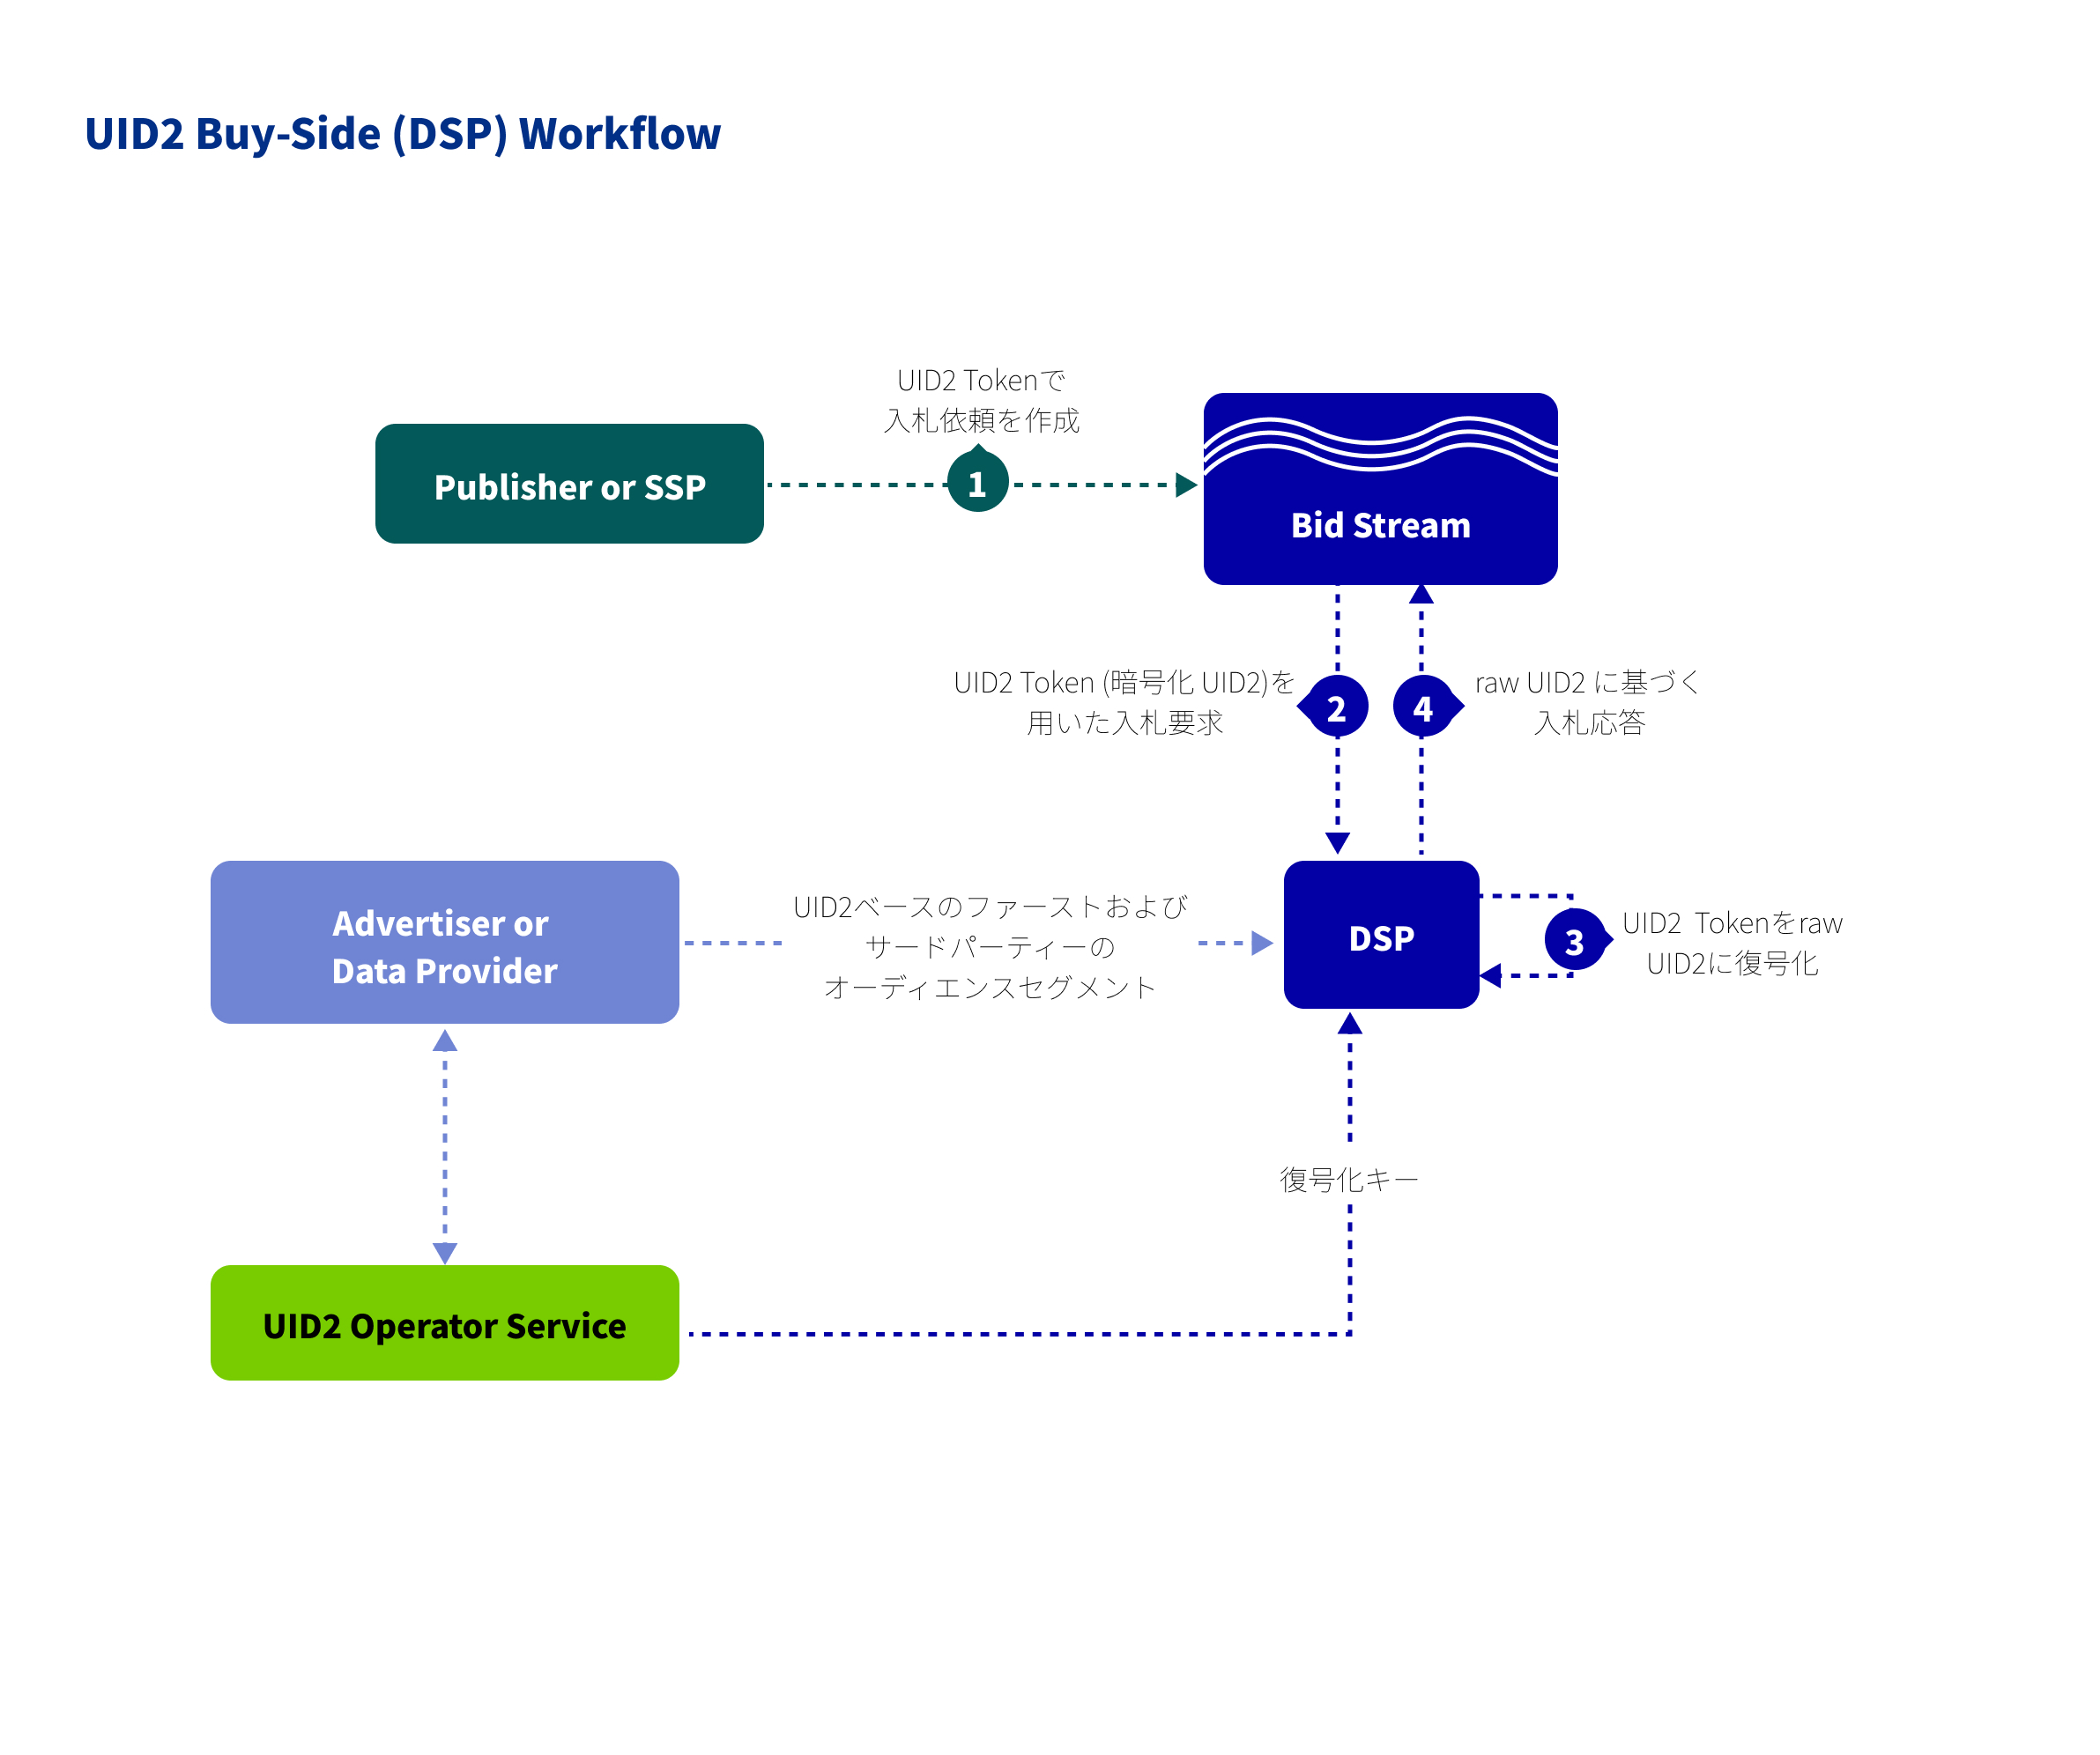 UID2 Buy-Side (DSP) Workflow
UID2 Tokenで
入札依頼を作成
Publisher or SSP
1
Bid Stream
UID2 Token (暗号化 UID2)を
用いた入札要求
2
4
raw UID2 に基づく
入札応答
Advertiser or
Data Provider
UID2ベースのファーストおよび
サードパーティーの
オーディエンスセグメント
DSP
3
UID2 Tokenをraw
UID2に復号化
復号化キー
UID2 Operator Service